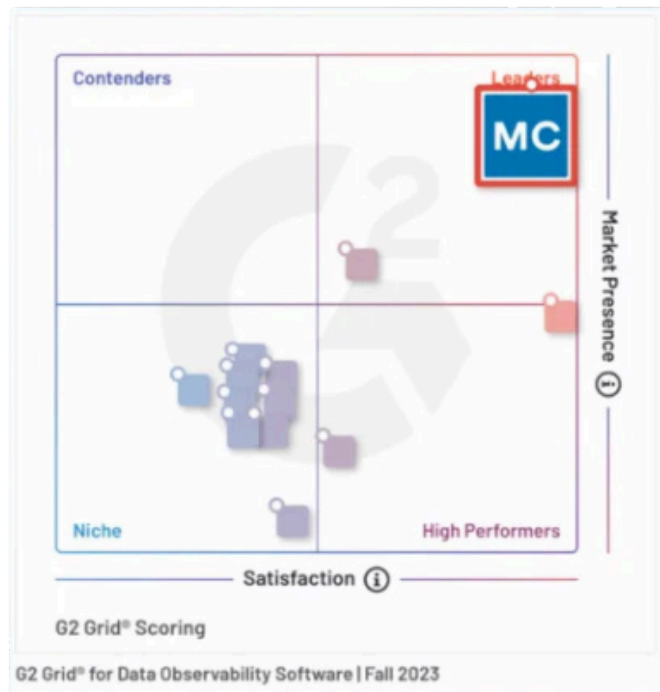 Contenders
Leaders
MC
G2
Market Presence
Niche
High Performers
Satisfaction
G2 Grid® Scoring
G2 Grid® for Data Observability Software | Fall 2023